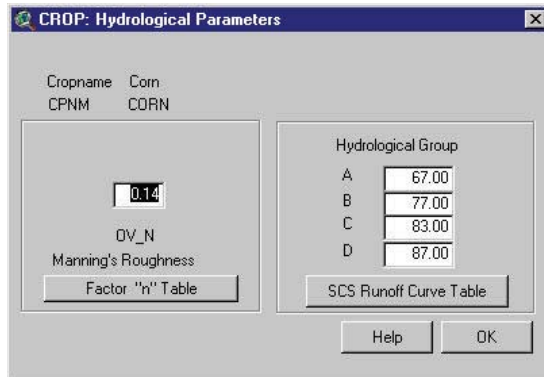 CROP: Hydrological Parameters
Cropname Corn
CPNM CORN
0.14
OV_N
Manning's Roughness
Factor "n" Table
Hydrological Group
A 67.00
B 77.00
C 83.00
D 87.00
SCS Runoff Curve Table
Help OK